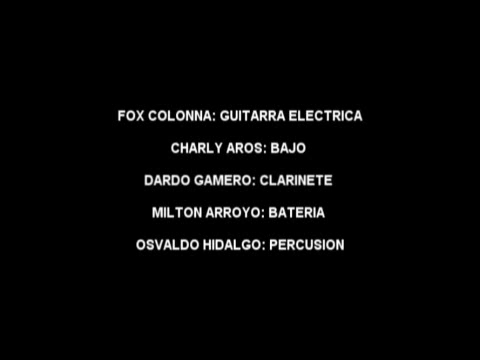 FOX COLONNA: GUITARRA ELECTRICA
CHARLY AROS: BAJO
DARDO GAMERO: CLARINETE
MILTON ARROYO: BATERIA
OSVALDO HIDALGO: PERCUSION